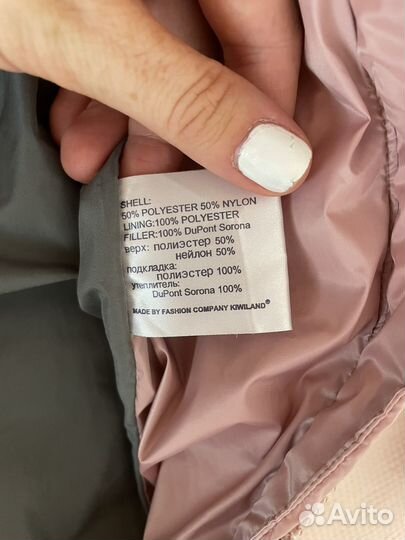 SHELL:
50% POLYESTER 50% NYLON
LINING:100% POLYESTER
FILLER:100% DuPont Sorona
верх: полиэстер 50%
нейлон 50%
подкладка:
полиэстер 100%
утеплитель:
DuPont Sorona 100%
MADE BY FASHION COMPANY KIWILAND®
Avito